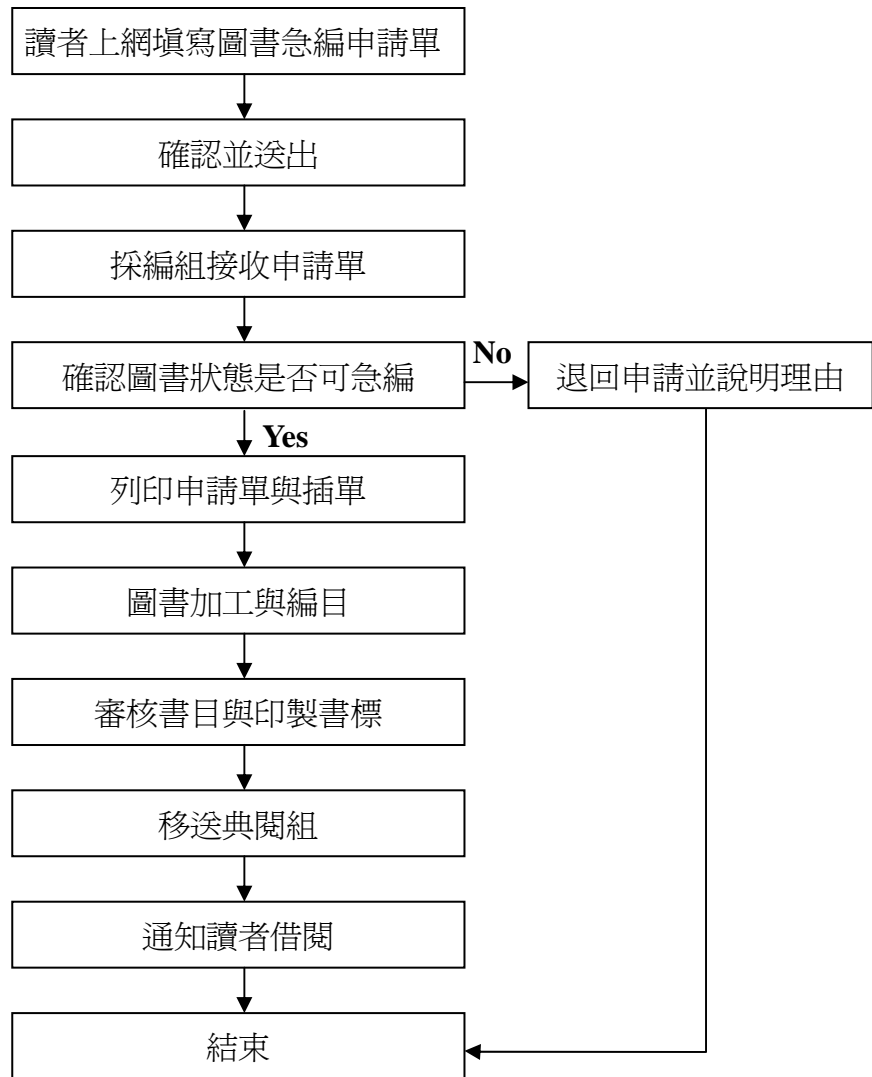 讀者上網填寫圖書急編申請單
確認並送出
採編組接收申請單
確認圖書狀態是否可急編
No
退回申請並說明理由
Yes
列印申請單與插單
圖書加工與編目
審核書目與印製書標
移送典閱組
通知讀者借閱
結束